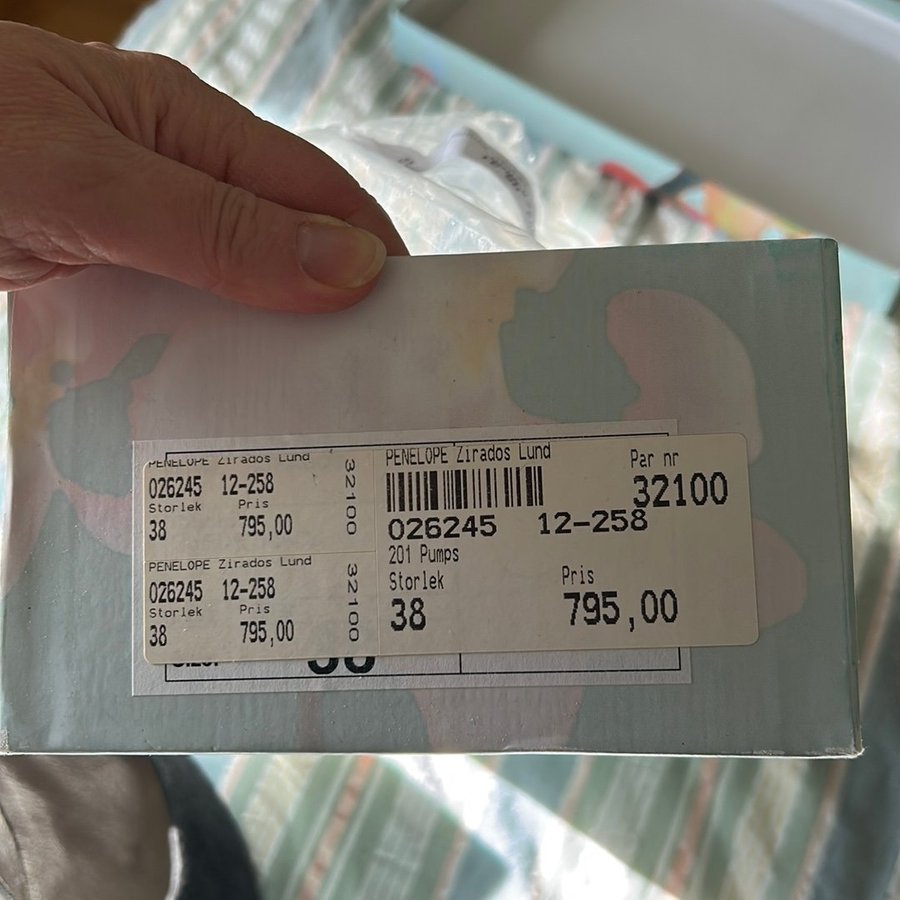 PENELOPE Zirados Lund
026245 12-258
Storlek Pris
38 795,00
32100
PENELOPE Zirados Lund
026245 12-258
Storlek Pris
38 795,00
32100
PENELOPE Zirados Lund
Par nr
32100
026245 12-258
201 Pumps
Storlek Pris
38 795,00